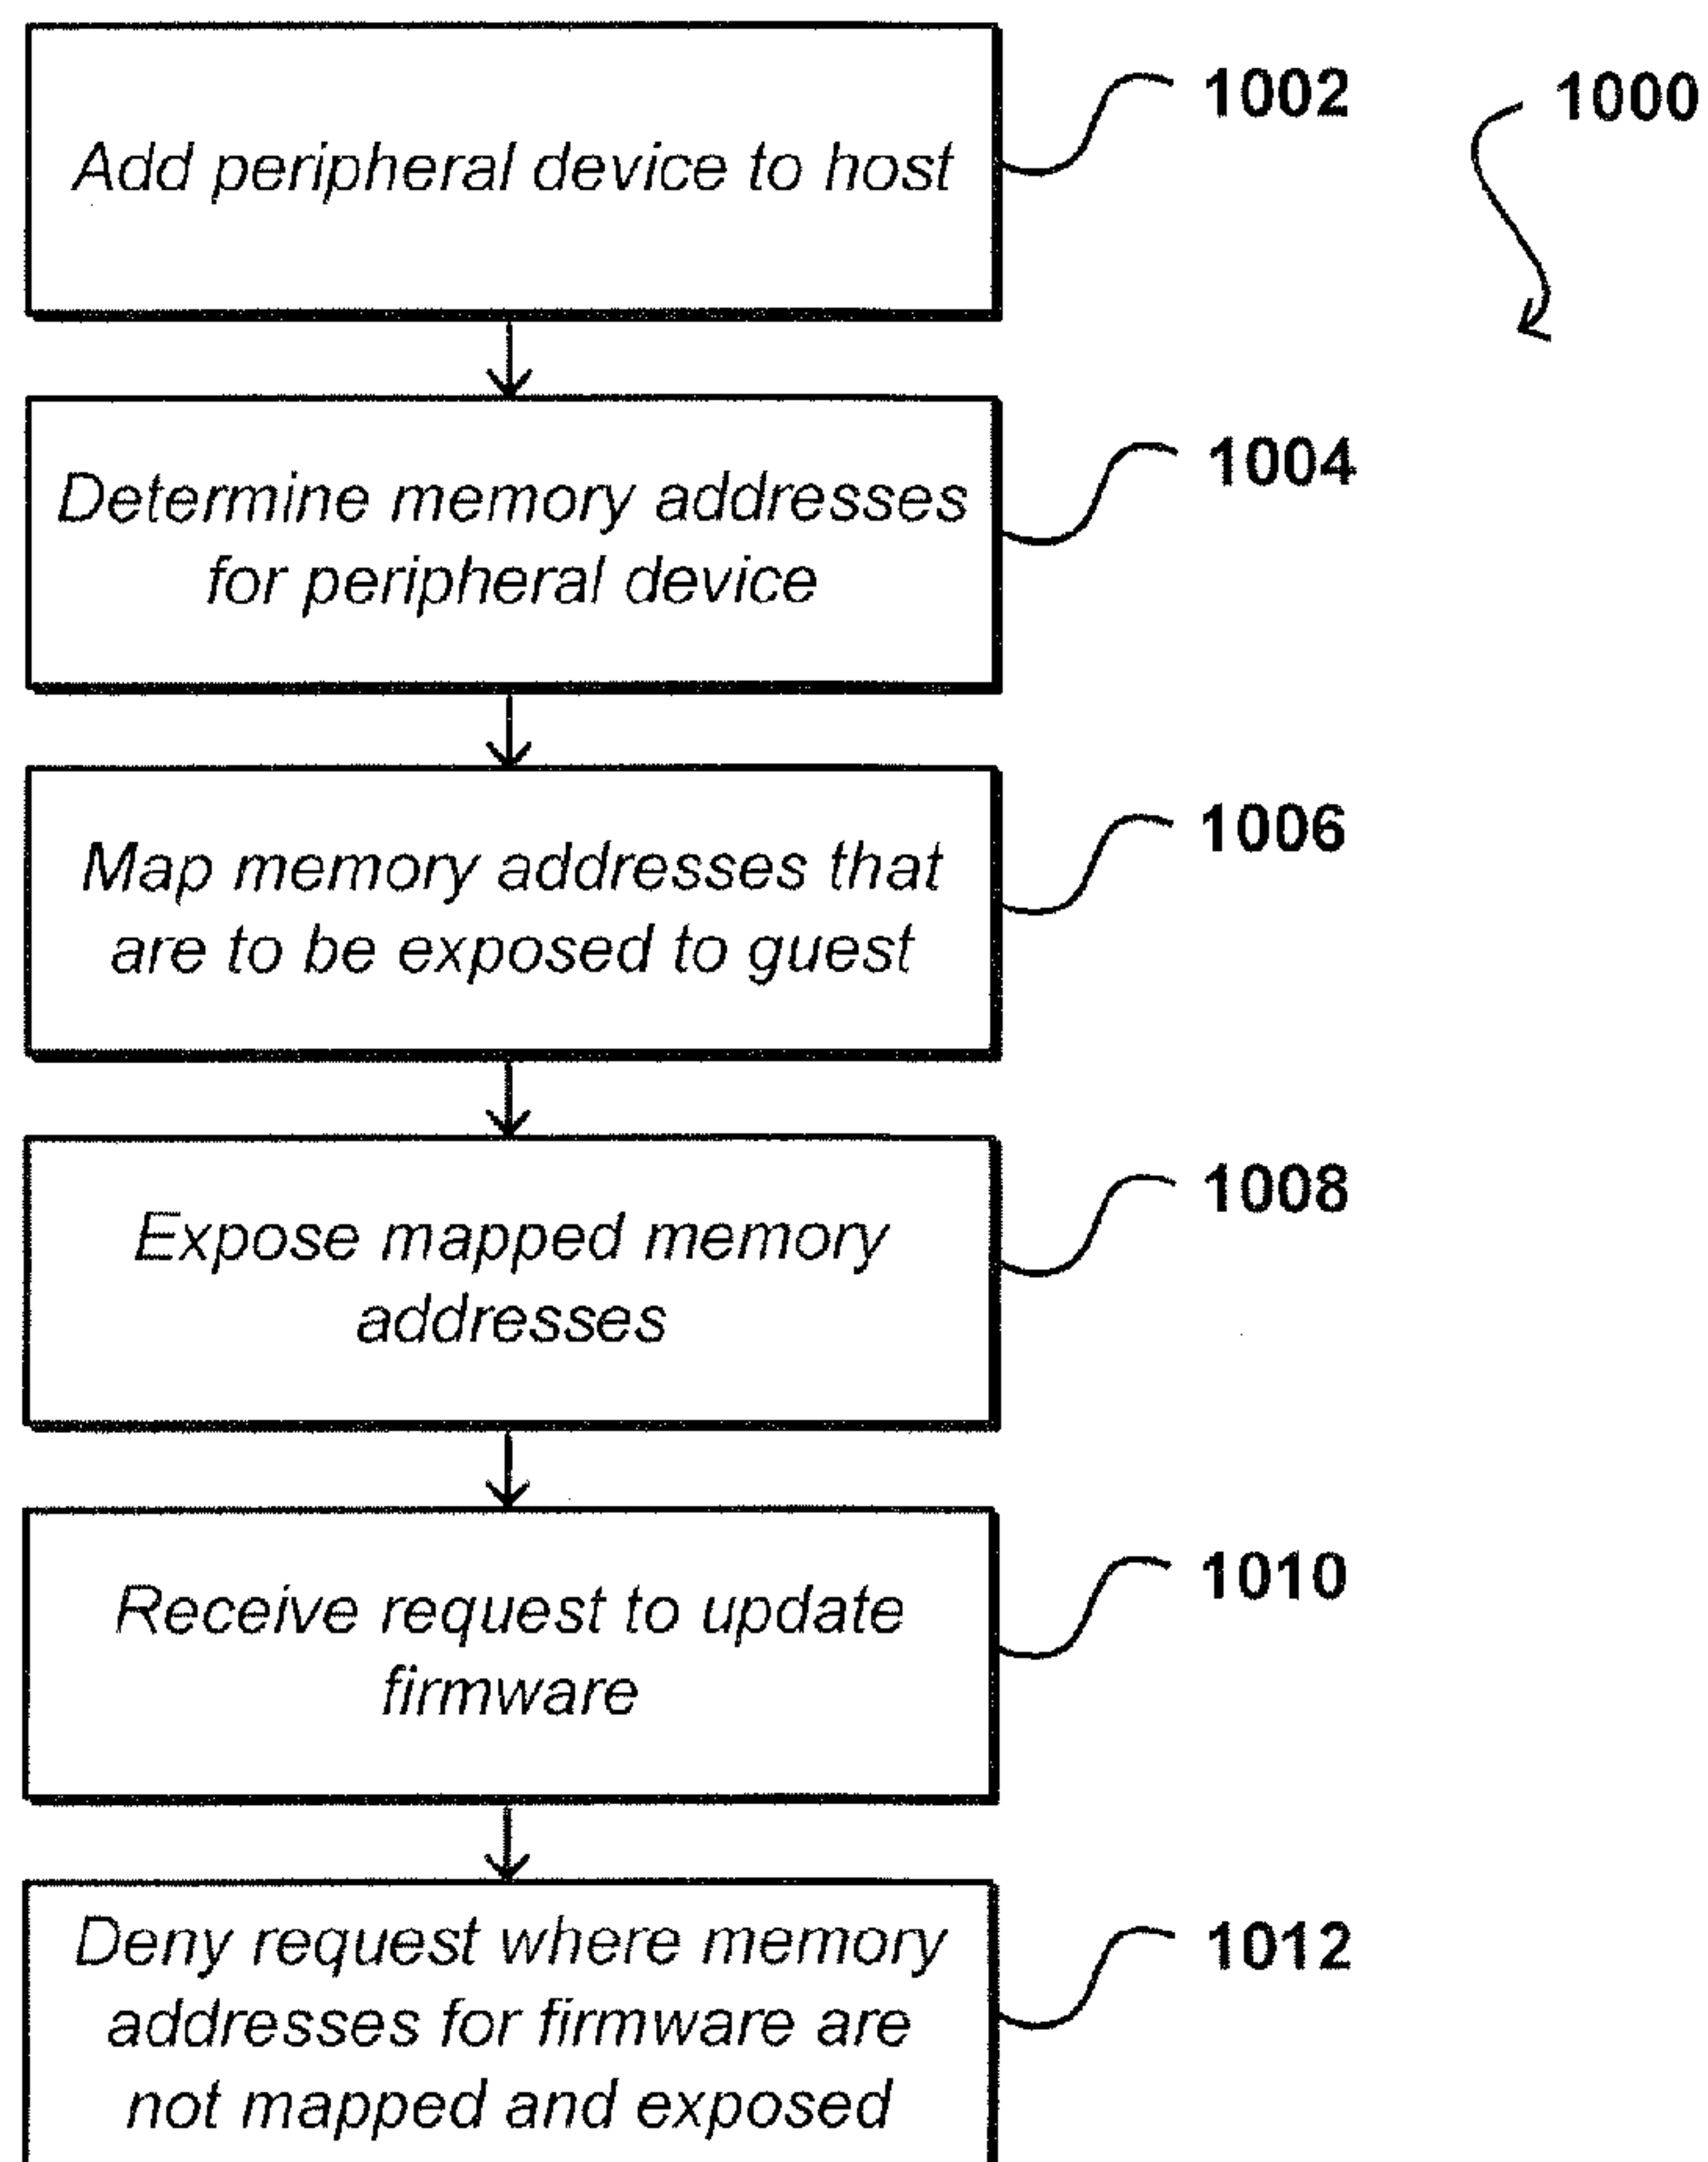 Add peripheral device to host
1002
1000
Determine memory addresses
for peripheral device
1004
Map memory addresses that
are to be exposed to guest
1006
Expose mapped memory
addresses
1008
Receive request to update
firmware
1010
Deny request where memory
addresses for firmware are
not mapped and exposed
1012